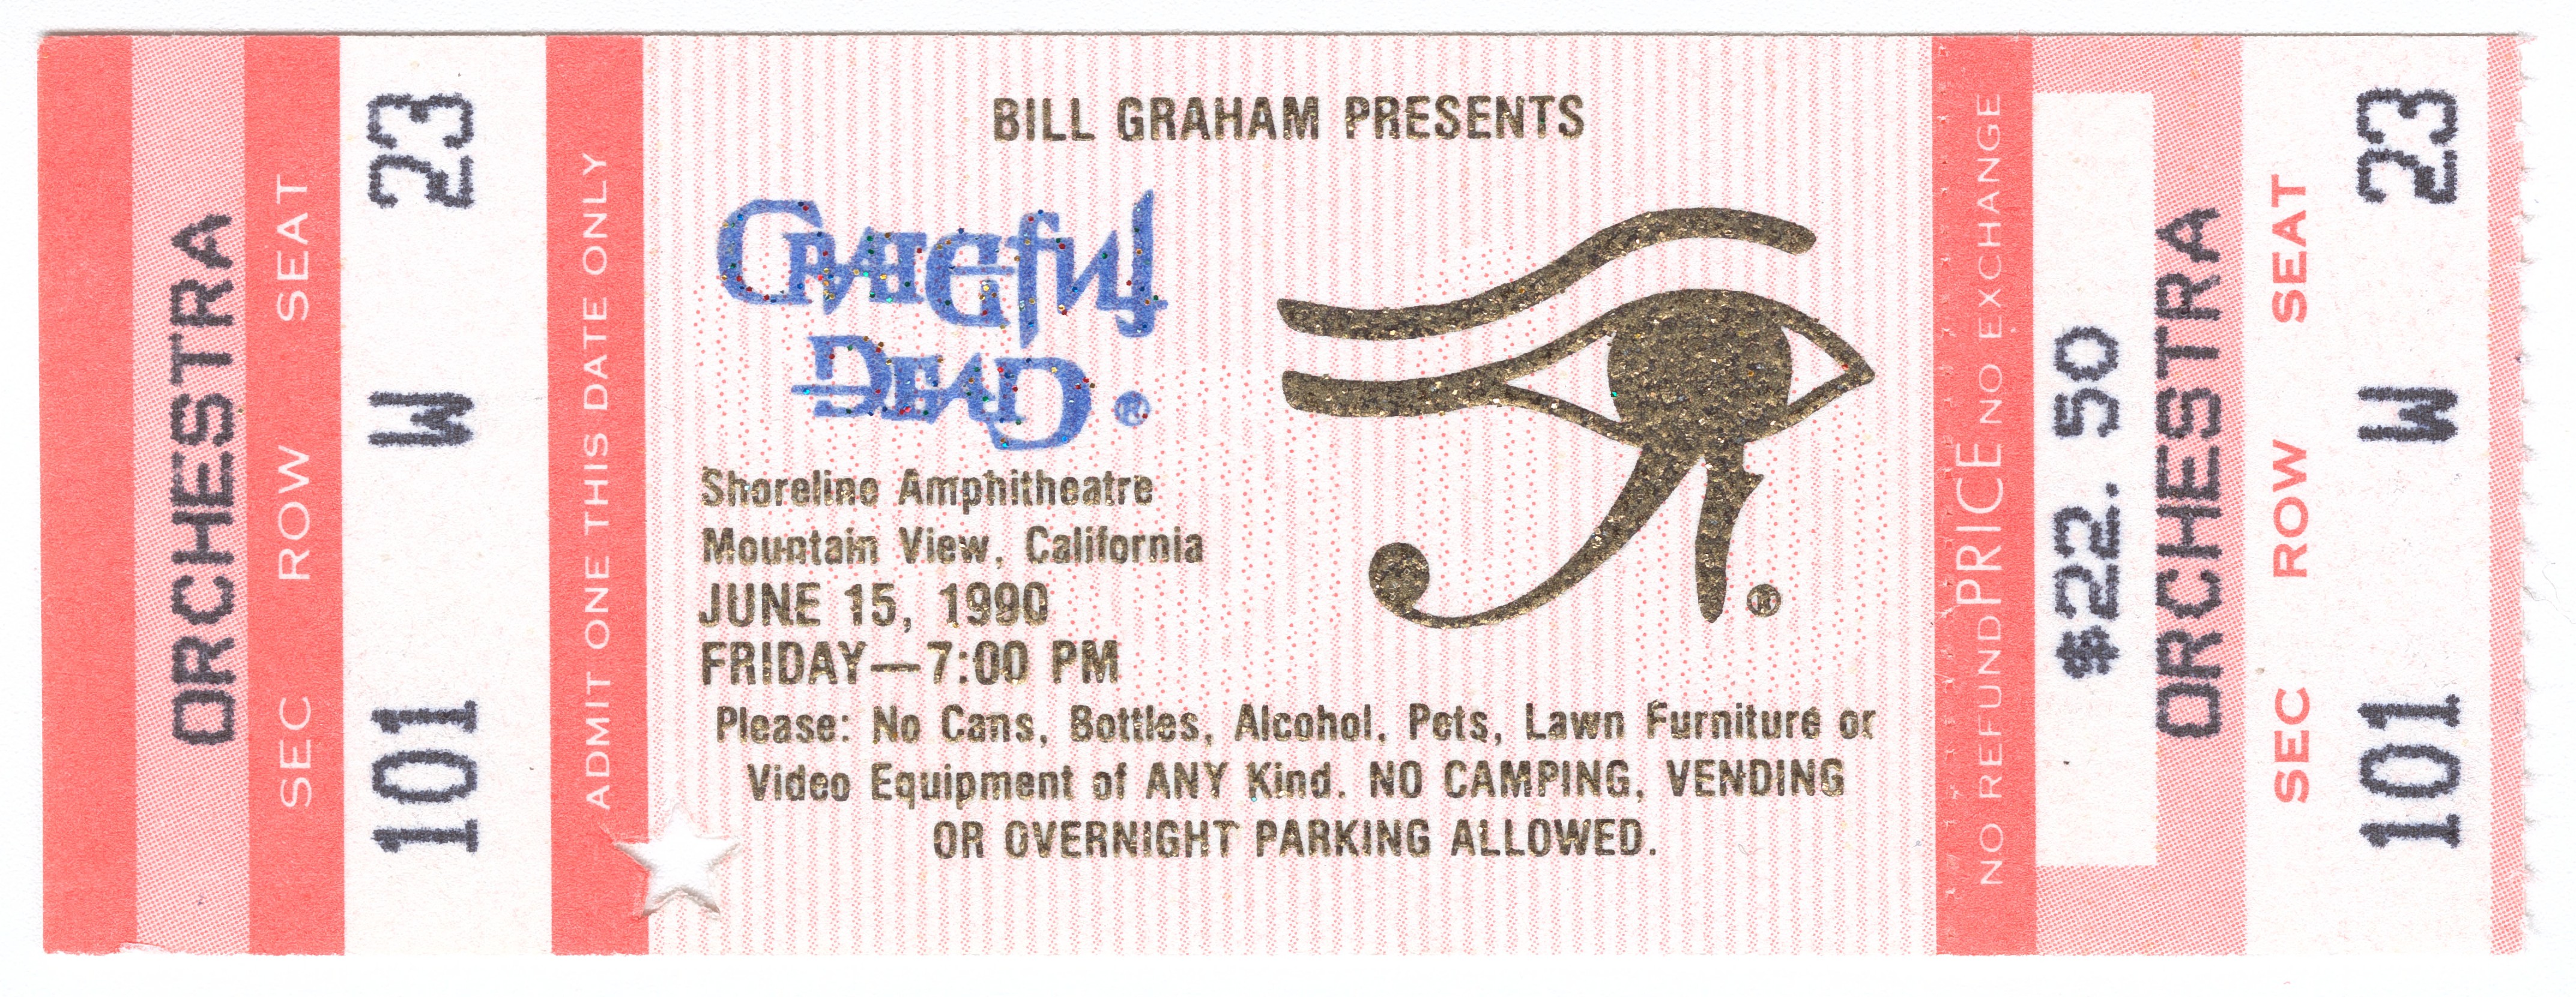 ORCHESTRA
SEC ROW SEAT
101 W 23
ADMIT ONE THIS DATE ONLY
BILL GRAHAM PRESENTS
GRATEFUL
DEAD ®
Shoreline Amphitheatre
Mountain View, California
JUNE 15, 1990
FRIDAY—7:00 PM
®
Please: No Cans, Bottles, Alcohol, Pets, Lawn Furniture or
Video Equipment of ANY Kind. NO CAMPING, VENDING
OR OVERNIGHT PARKING ALLOWED.
NO REFUND PRICE NO EXCHANGE
$22.50
ORCHESTRA
SEC ROW SEAT
101 W 23